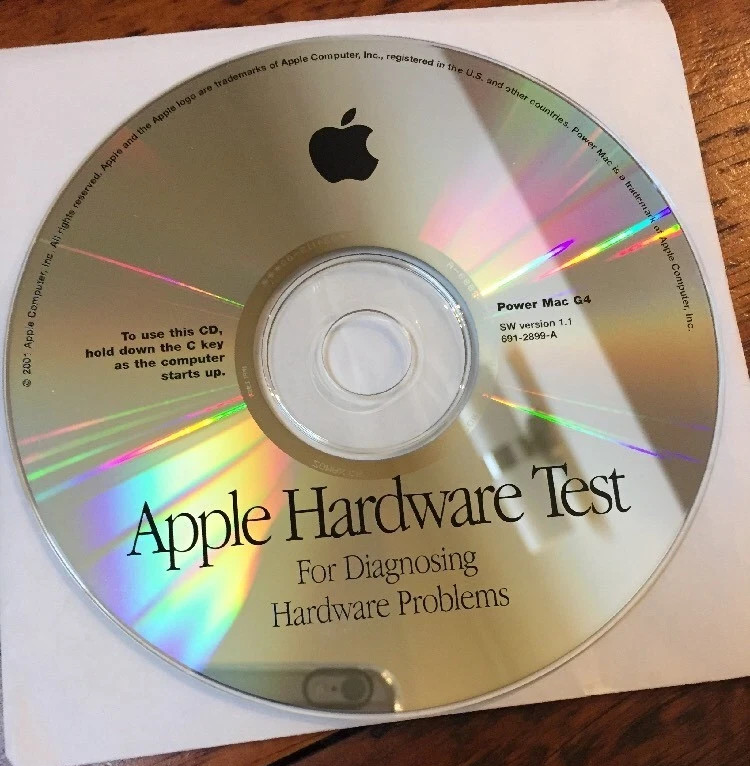 © 2001 Apple Computer, Inc. All rights reserved. Apple and the Apple logo are trademarks of Apple Computer, Inc., registered in the U.S. and other countries. Power Mac is a trademark of Apple Computer, Inc.
To use this CD,
hold down the C key
as the computer
starts up.
Power Mac G4
SW version 1.1
691-2899-A
Apple Hardware Test
For Diagnosing
Hardware Problems